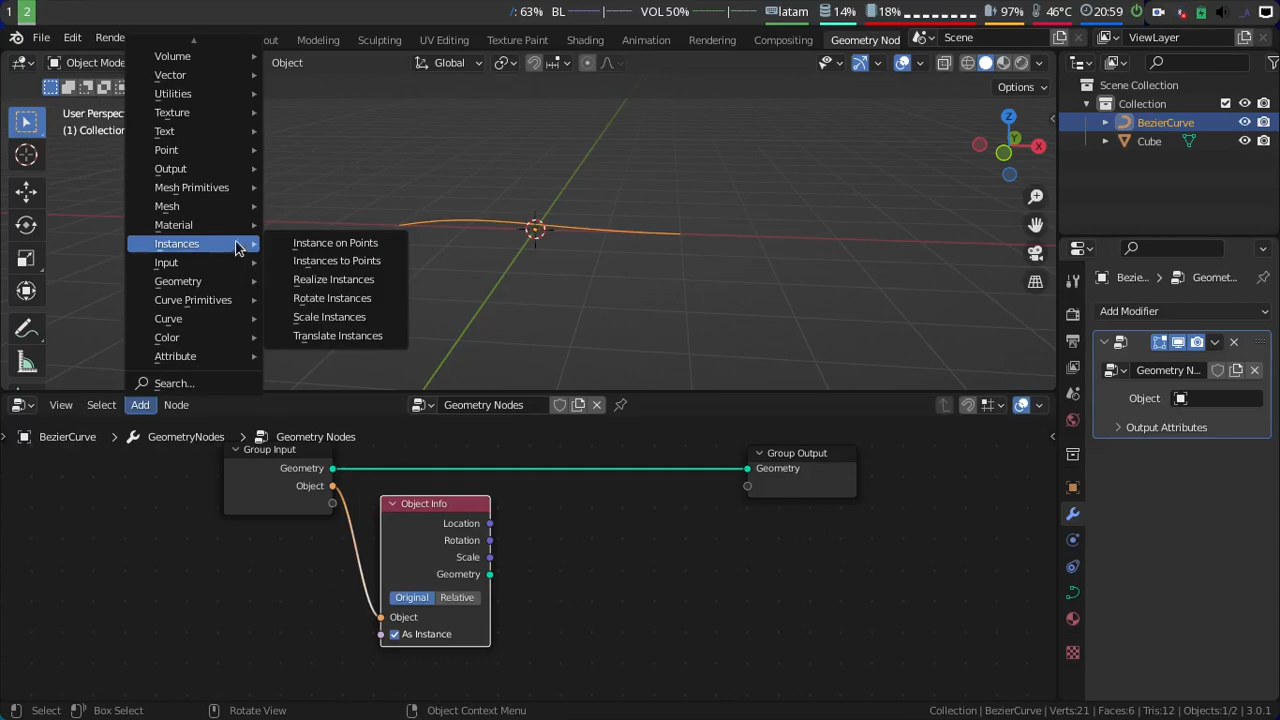 1 2
63% BL VOL 50% latam 14% 18% 97% 46°C 20:59
File Edit Rende out Modeling Sculpting UV Editing Texture Paint Shading Animation Rendering Compositing Geometry Nod Scene ViewLayer
Object Mode Object Global
Options
User Perspe
(1) Collection
Volume
Vector
Utilities
Texture
Text
Point
Output
Mesh Primitives
Mesh
Material
Instances
Input
Geometry
Curve Primitives
Curve
Color
Attribute
Search...
Instance on Points
Instances to Points
Realize Instances
Rotate Instances
Scale Instances
Translate Instances
Z
Y
X
Scene Collection
Collection
BezierCurve
Cube
Bezie... Geomet...
Add Modifier
Geometry N...
Object
Output Attributes
View Select Add Node Geometry Nodes
BezierCurve GeometryNodes Geometry Nodes
Group Input
Geometry
Object
Object Info
Location
Rotation
Scale
Geometry
Original Relative
Object
As Instance
Group Output
Geometry
Select Box Select Rotate View Object Context Menu Collection | BezierCurve | Verts:21 | Faces:6 | Tris:12 | Objects:1/2 | 3.0.1